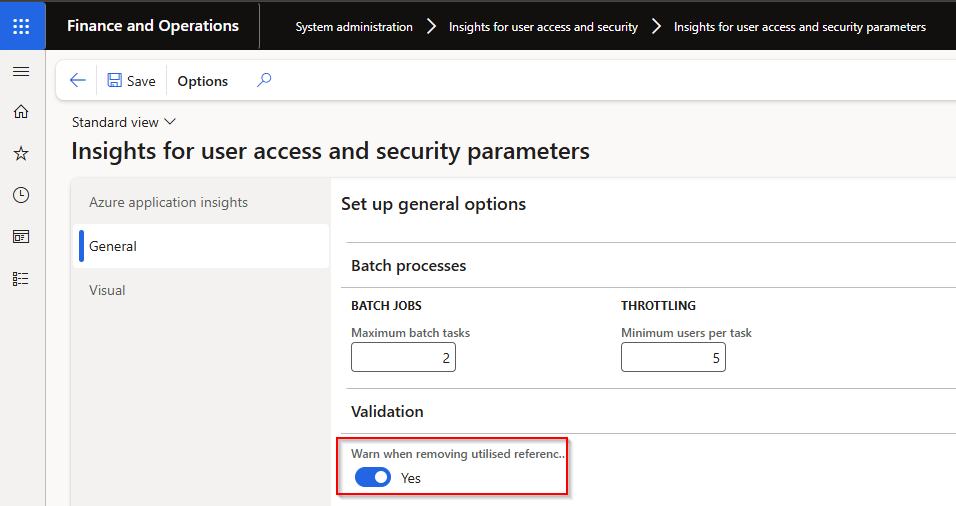 Finance and Operations
System administration > Insights for user access and security > Insights for user access and security parameters
Save Options
Standard view
Insights for user access and security parameters
Azure application insights
General
Visual
Set up general options
Batch processes
BATCH JOBS THROTTLING
Maximum batch tasks Minimum users per task
2 5
Validation
Warn when removing utilised referenc..
Yes